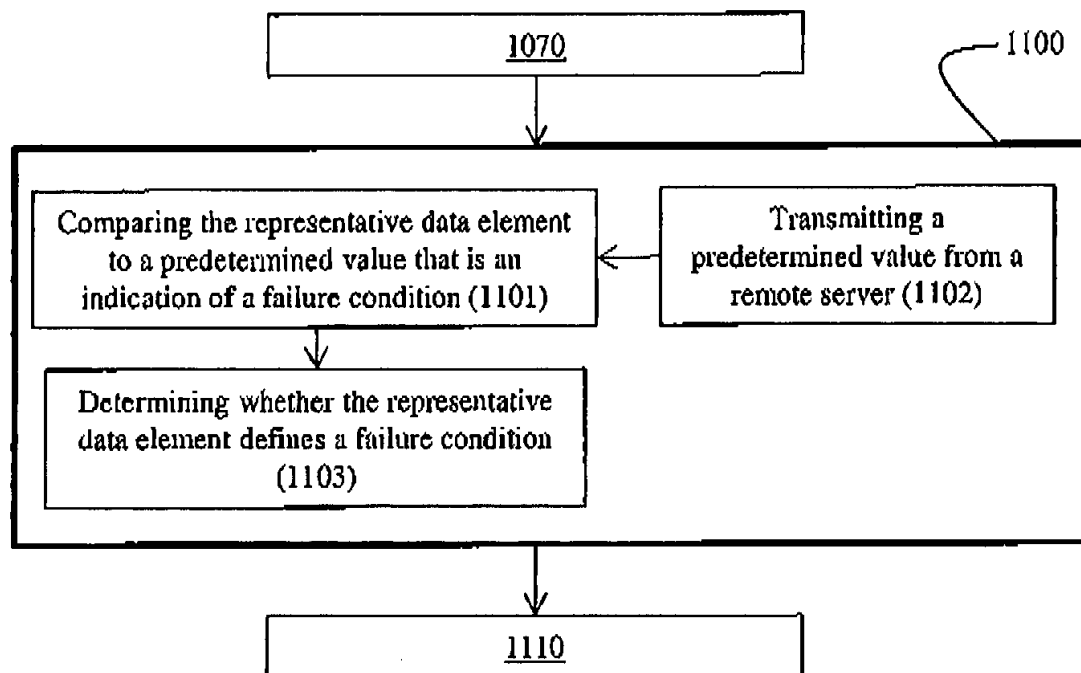 1070
1100
Comparing the representative data element
to a predetermined value that is an
indication of a failure condition (1101)
Transmitting a
predetermined value from a
remote server (1102)
Determining whether the representative
data element defines a failure condition
(1103)
1110